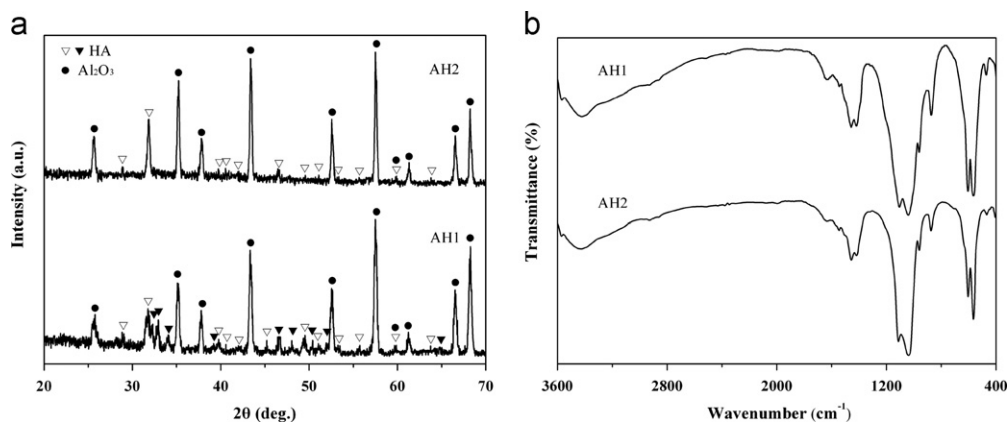 a
▽ ▼ HA
● Al₂O₃
AH2
AH1
Intensity (a.u.)
20 30 40 50 60 70
2θ (deg.)
b
AH1
AH2
Transmittance (%)
3600 2800 2000 1200 400
Wavenumber (cm⁻¹)